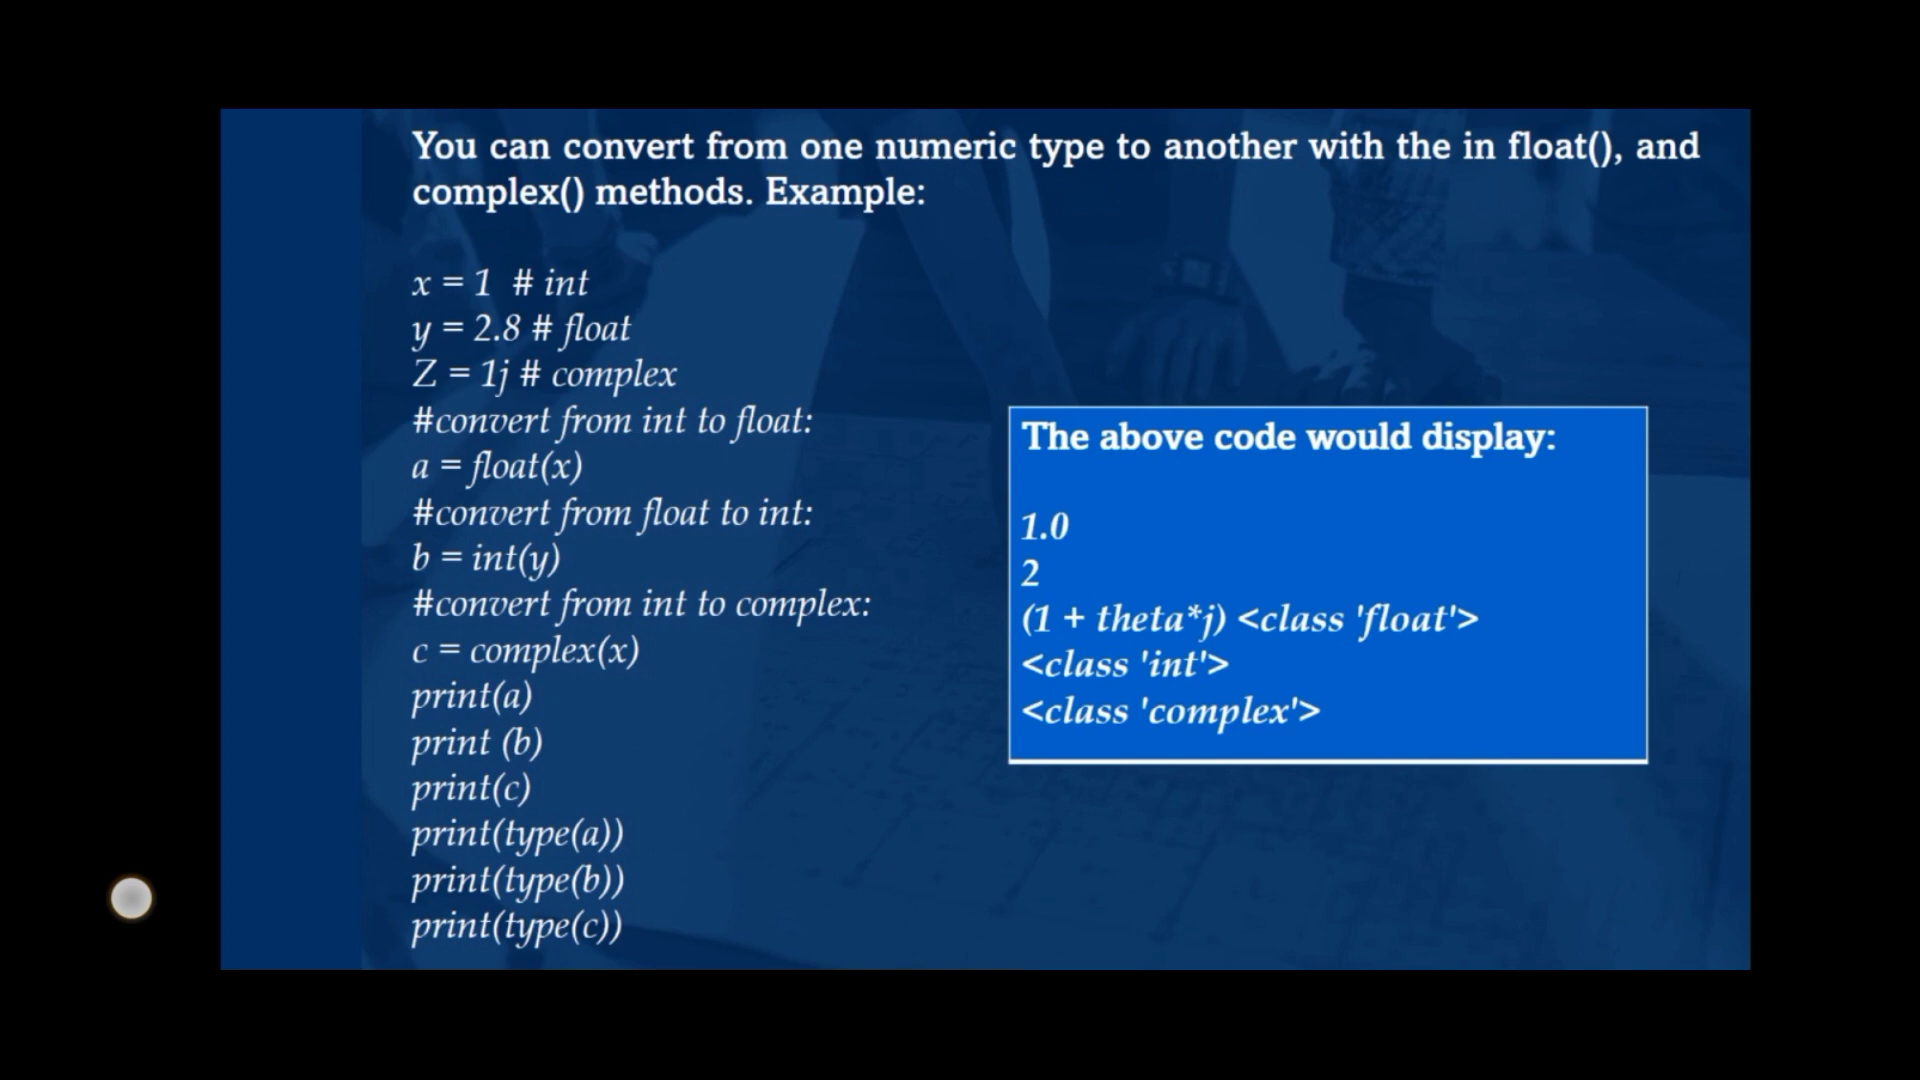 You can convert from one numeric type to another with the in float(), and
complex() methods. Example:
x = 1 # int
y = 2.8 # float
Z = 1j # complex
#convert from int to float:
a = float(x)
#convert from float to int:
b = int(y)
#convert from int to complex:
c = complex(x)
print(a)
print (b)
print(c)
print(type(a))
print(type(b))
print(type(c))
The above code would display:
1.0
2
(1 + theta*j) <class 'float'>
<class 'int'>
<class 'complex'>